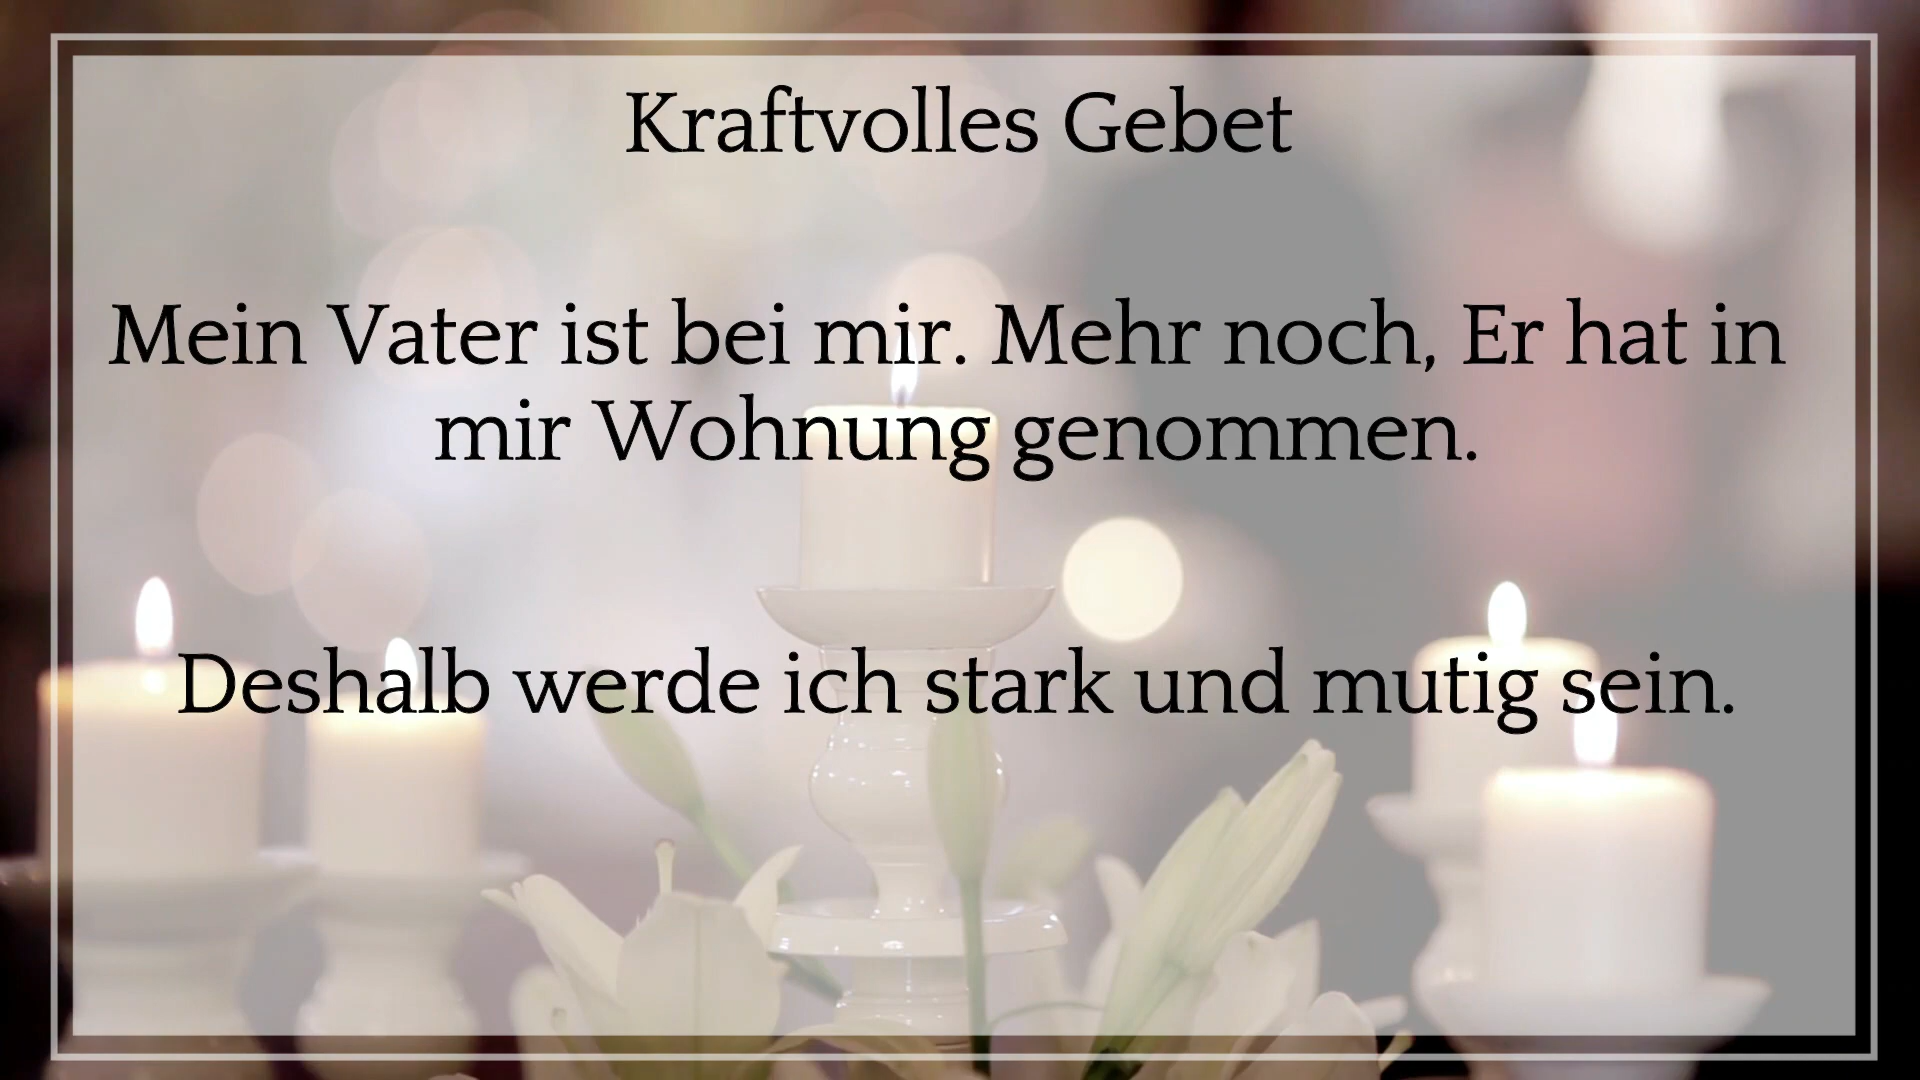 Kraftvolles Gebet
Mein Vater ist bei mir. Mehr noch, Er hat in
mir Wohnung genommen.
Deshalb werde ich stark und mutig sein.